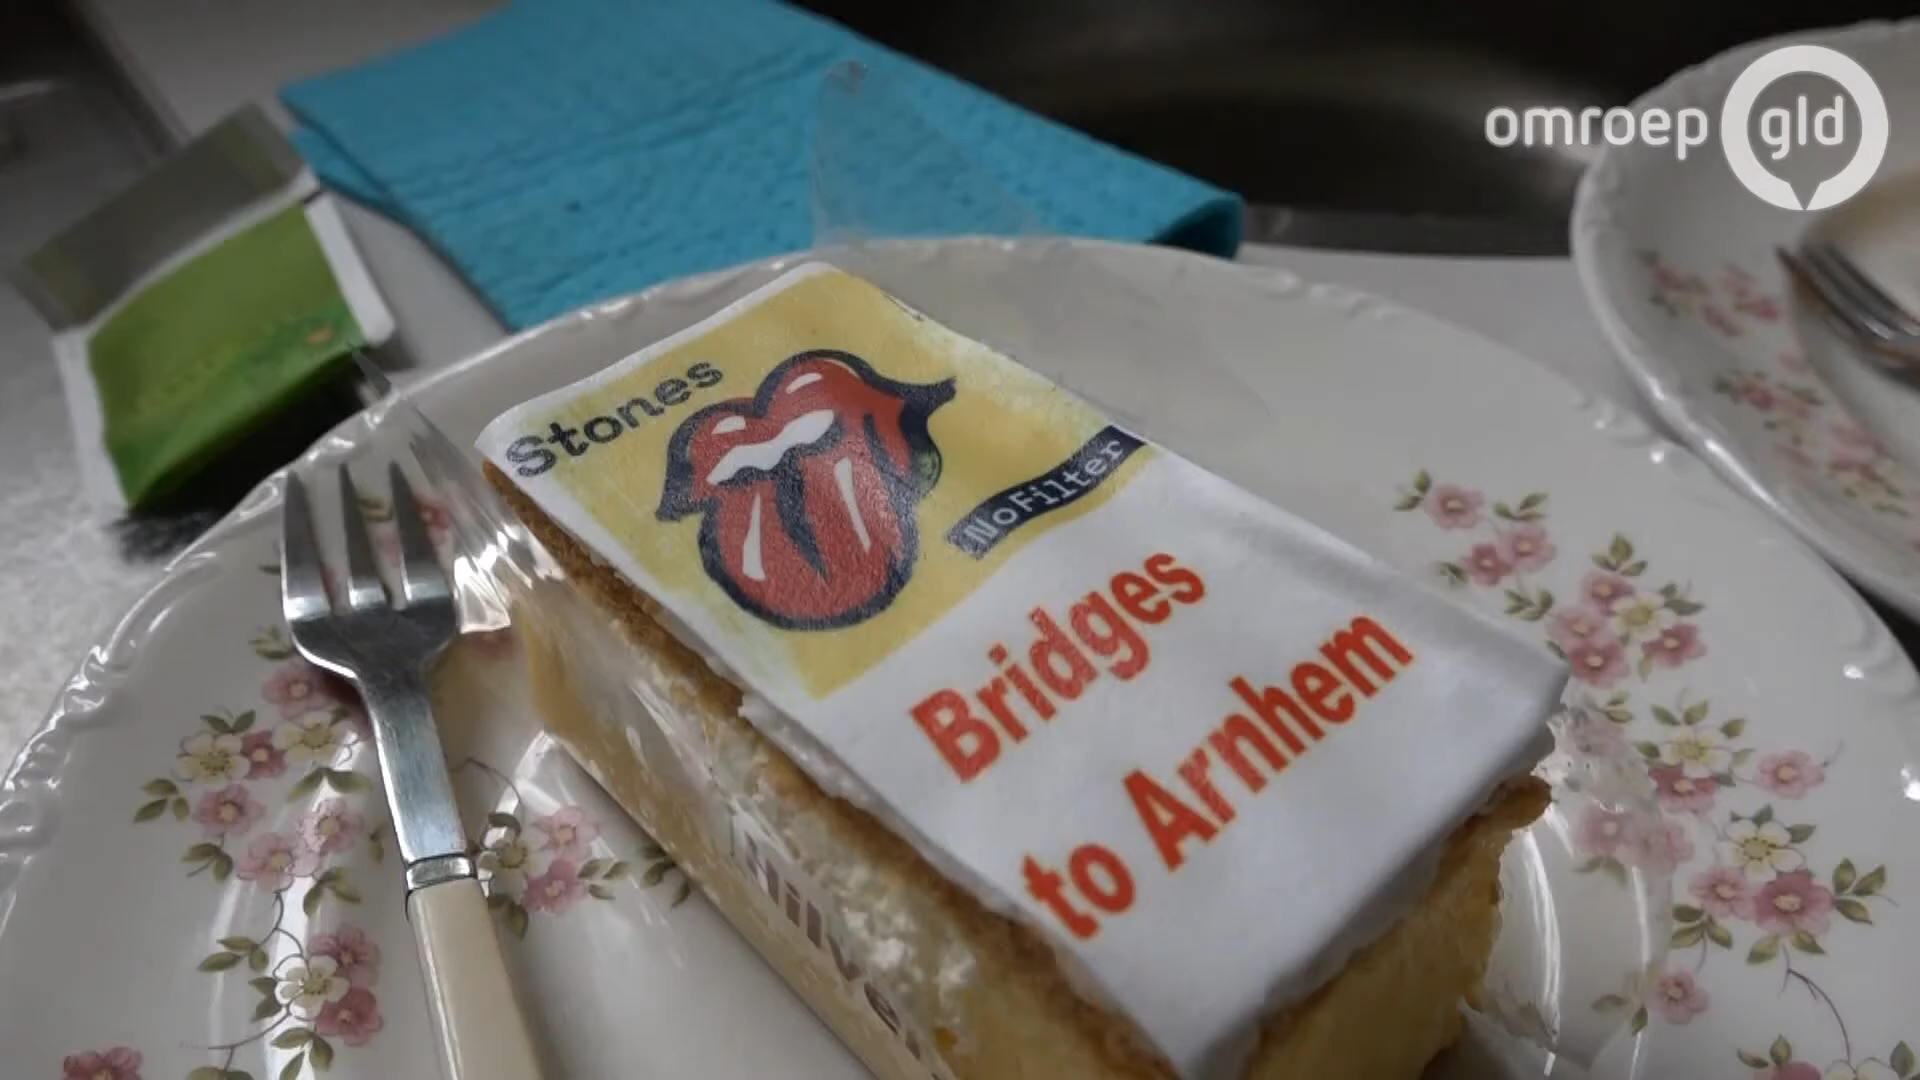 omroep gld
Stones
NoFilter
Bridges
to Arnhem